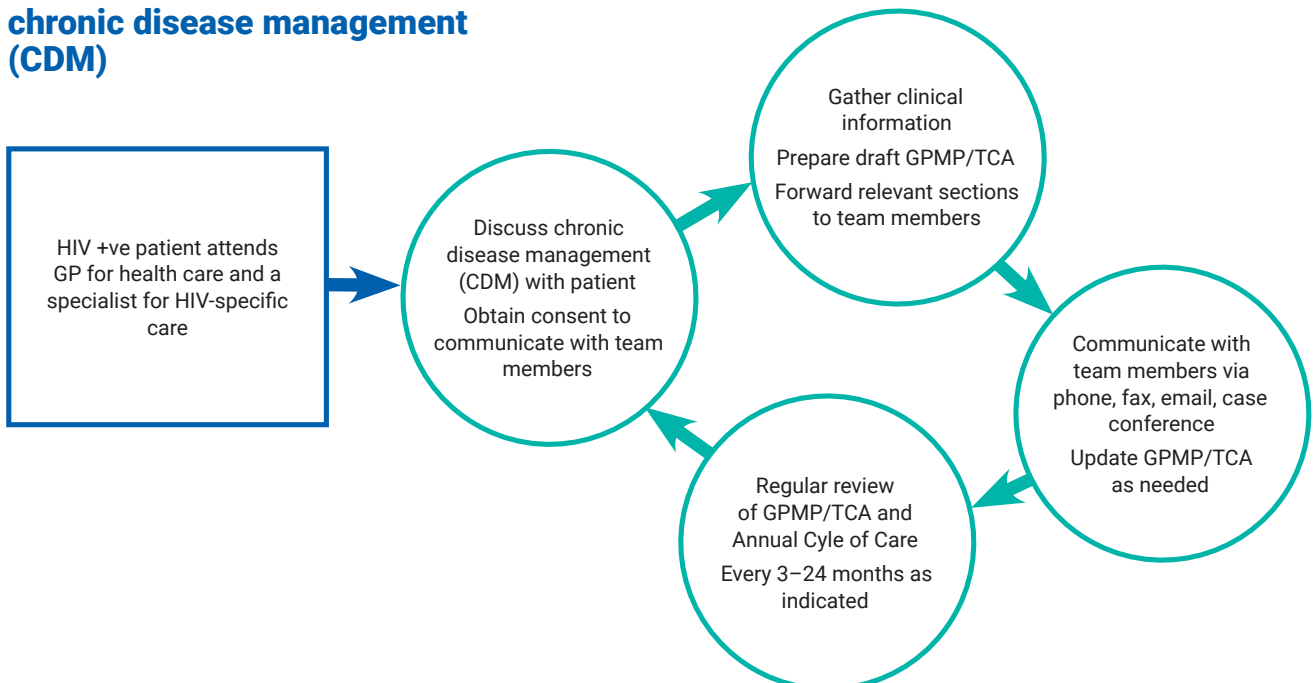 chronic disease management
(CDM)
HIV +ve patient attends
GP for health care and a
specialist for HIV-specific
care
Discuss chronic
disease management
(CDM) with patient
Obtain consent to
communicate with team
members
Gather clinical
information
Prepare draft GPMP/TCA
Forward relevant sections
to team members
Communicate with
team members via
phone, fax, email, case
conference
Update GPMP/TCA
as needed
Regular review
of GPMP/TCA and
Annual Cyle of Care
Every 3–24 months as
indicated